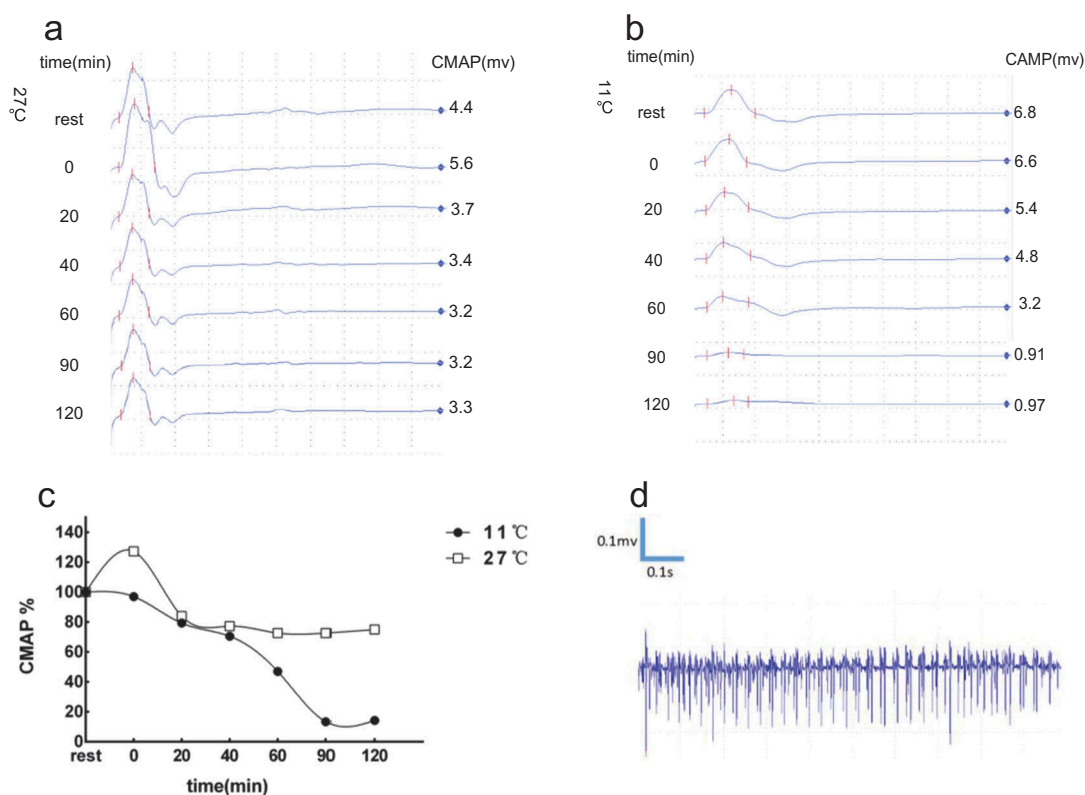 a
time(min)
CMAP(mv)
27℃
rest
4.4
0
5.6
20
3.7
40
3.4
60
3.2
90
3.2
120
3.3
b
time(min)
CAMP(mv)
11℃
rest
6.8
0
6.6
20
5.4
40
4.8
60
3.2
90
0.91
120
0.97
c
CMAP %
140
120
100
80
60
40
20
0
rest 0 20 40 60 90 120
time(min)
11℃
27℃
d
0.1mv
0.1s